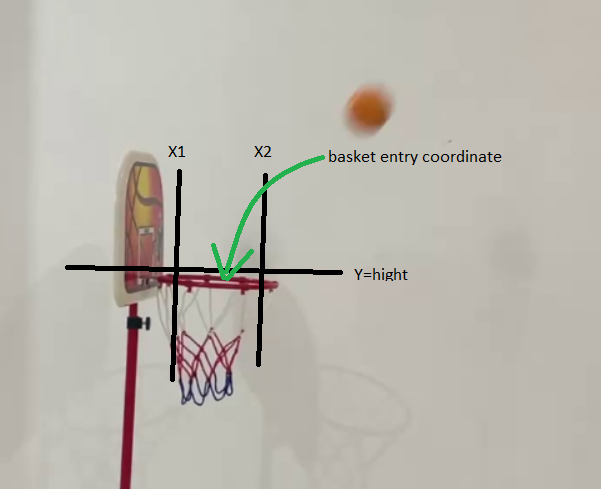 X1
X2
basket entry coordinate
Y=hight